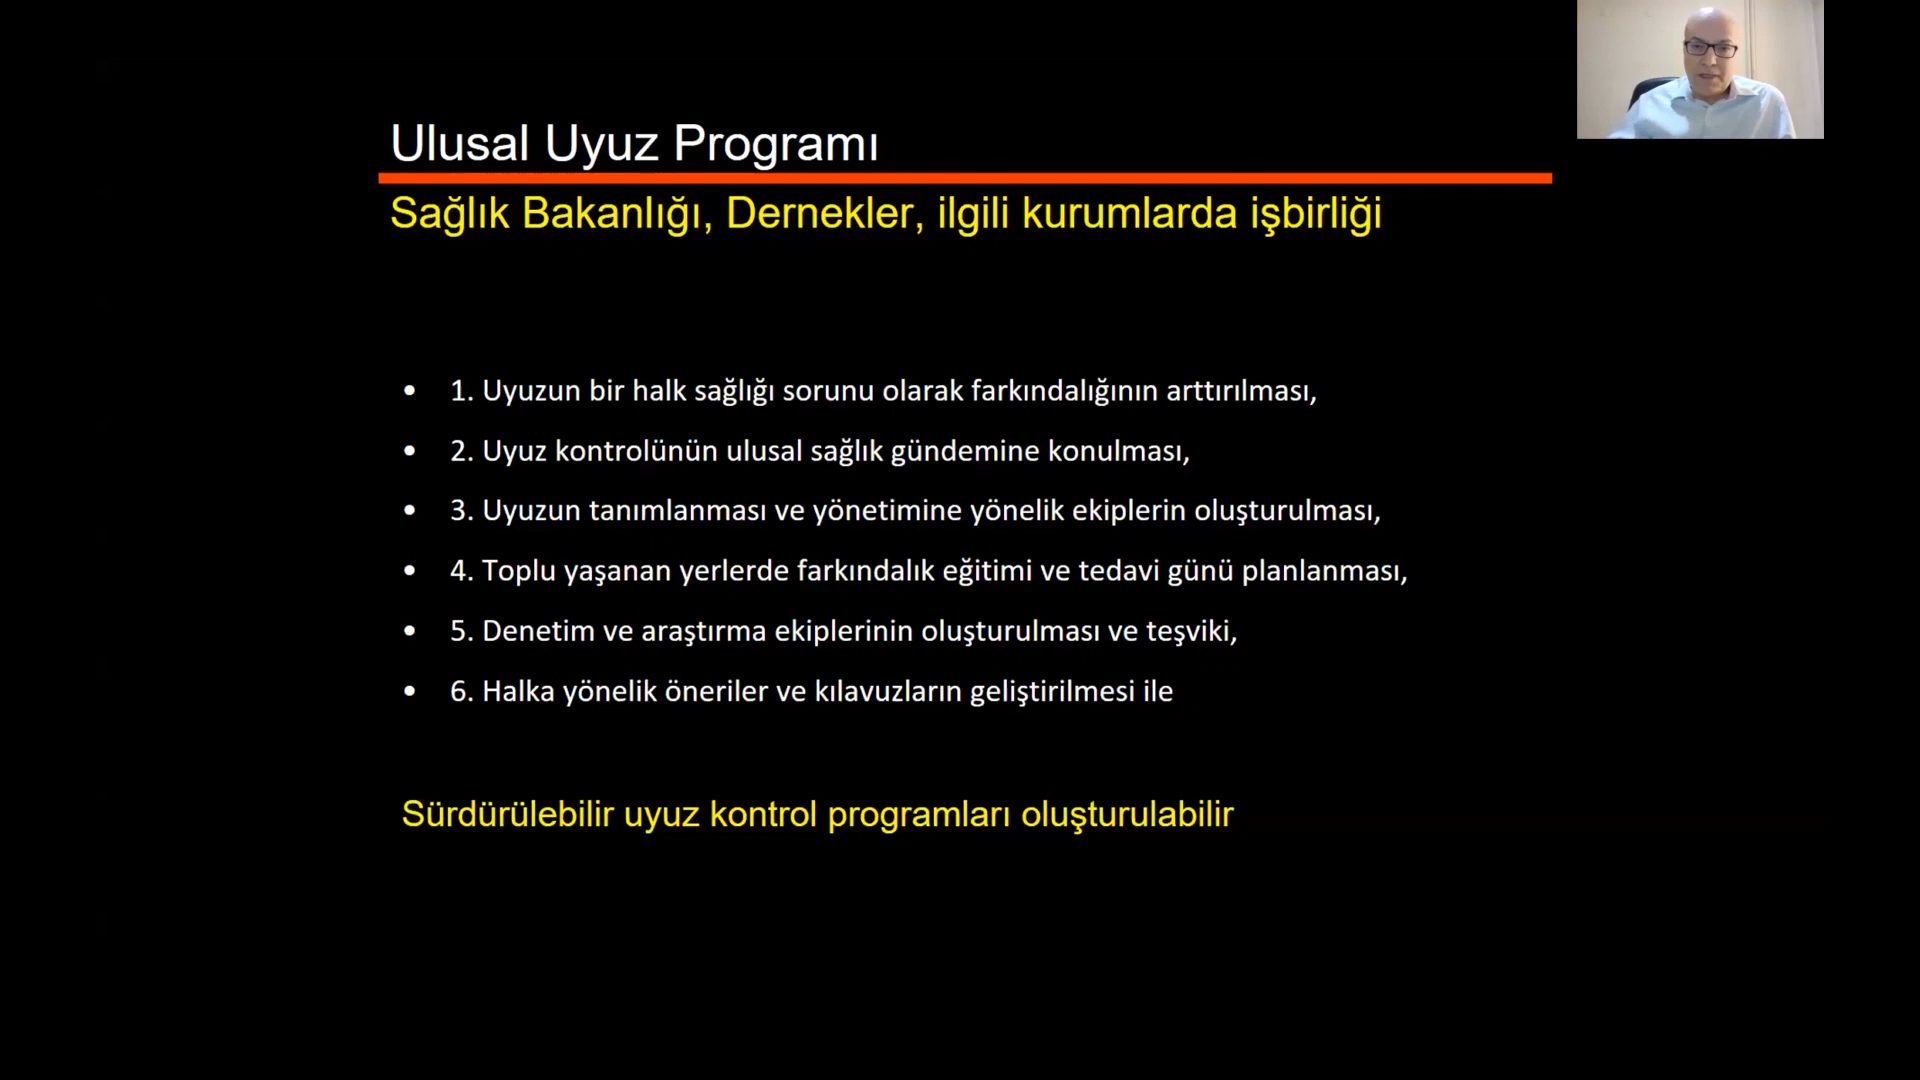 Ulusal Uyuz Programı
Sağlık Bakanlığı, Dernekler, ilgili kurumlarda işbirliği
• 1. Uyuzun bir halk sağlığı sorunu olarak farkındalığının arttırılması,
• 2. Uyuz kontrolünün ulusal sağlık gündemine konulması,
• 3. Uyuzun tanımlanması ve yönetimine yönelik ekiplerin oluşturulması,
• 4. Toplu yaşanan yerlerde farkındalık eğitimi ve tedavi günü planlanması,
• 5. Denetim ve araştırma ekiplerinin oluşturulması ve teşviki,
• 6. Halka yönelik öneriler ve kılavuzların geliştirilmesi ile
Sürdürülebilir uyuz kontrol programları oluşturulabilir